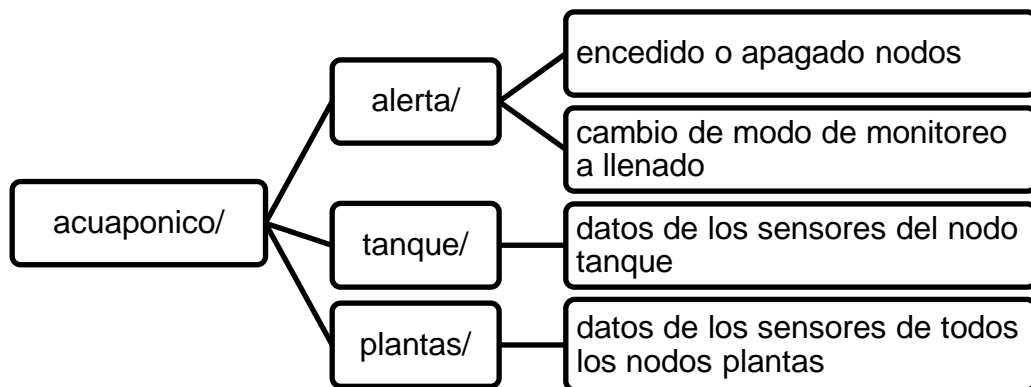 acuaponico/
alerta/
encedido o apagado nodos
cambio de modo de monitoreo
a llenado
tanque/
datos de los sensores del nodo
tanque
plantas/
datos de los sensores de todos
los nodos plantas